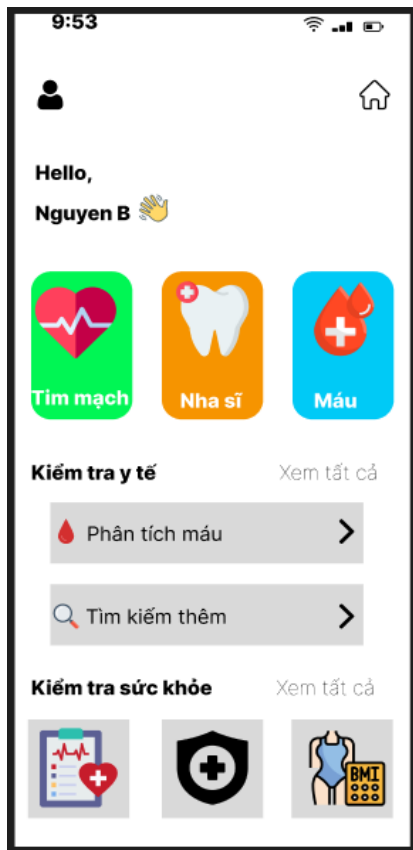 9:53
Hello,
Nguyen B 👋
Tim mạch
Nha sĩ
Máu
Kiểm tra y tế
Xem tất cả
Phân tích máu
Tìm kiếm thêm
Kiểm tra sức khỏe
Xem tất cả
BMI